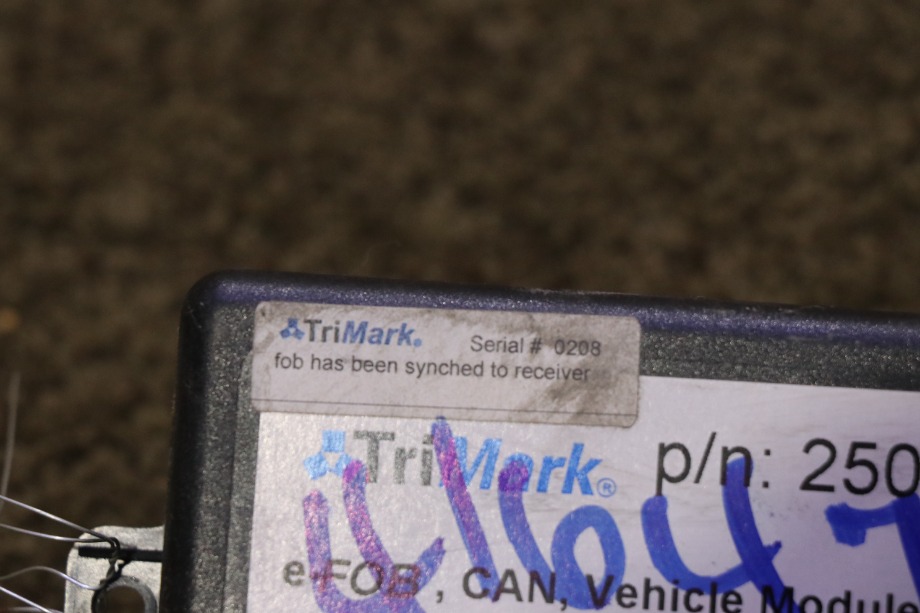 TriMark. Serial # 0208
fob has been synched to receiver
TriMark® p/n: 250
e-FOB, CAN, Vehicle Module